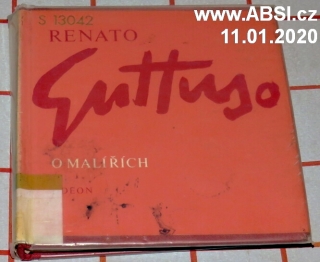 www.ABSI.cz
11.01.2020
S 13042
RENATO
Guttuso
O MALÍŘÍCH
ODEON